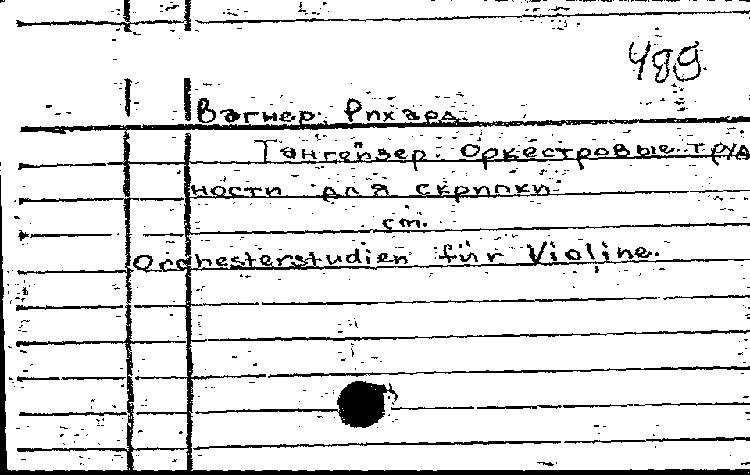 489
Вагнер, Рихард.
Тангейзер. Оркестровые труд
ности для скрипки
см.
Orchesterstudien für Violine.